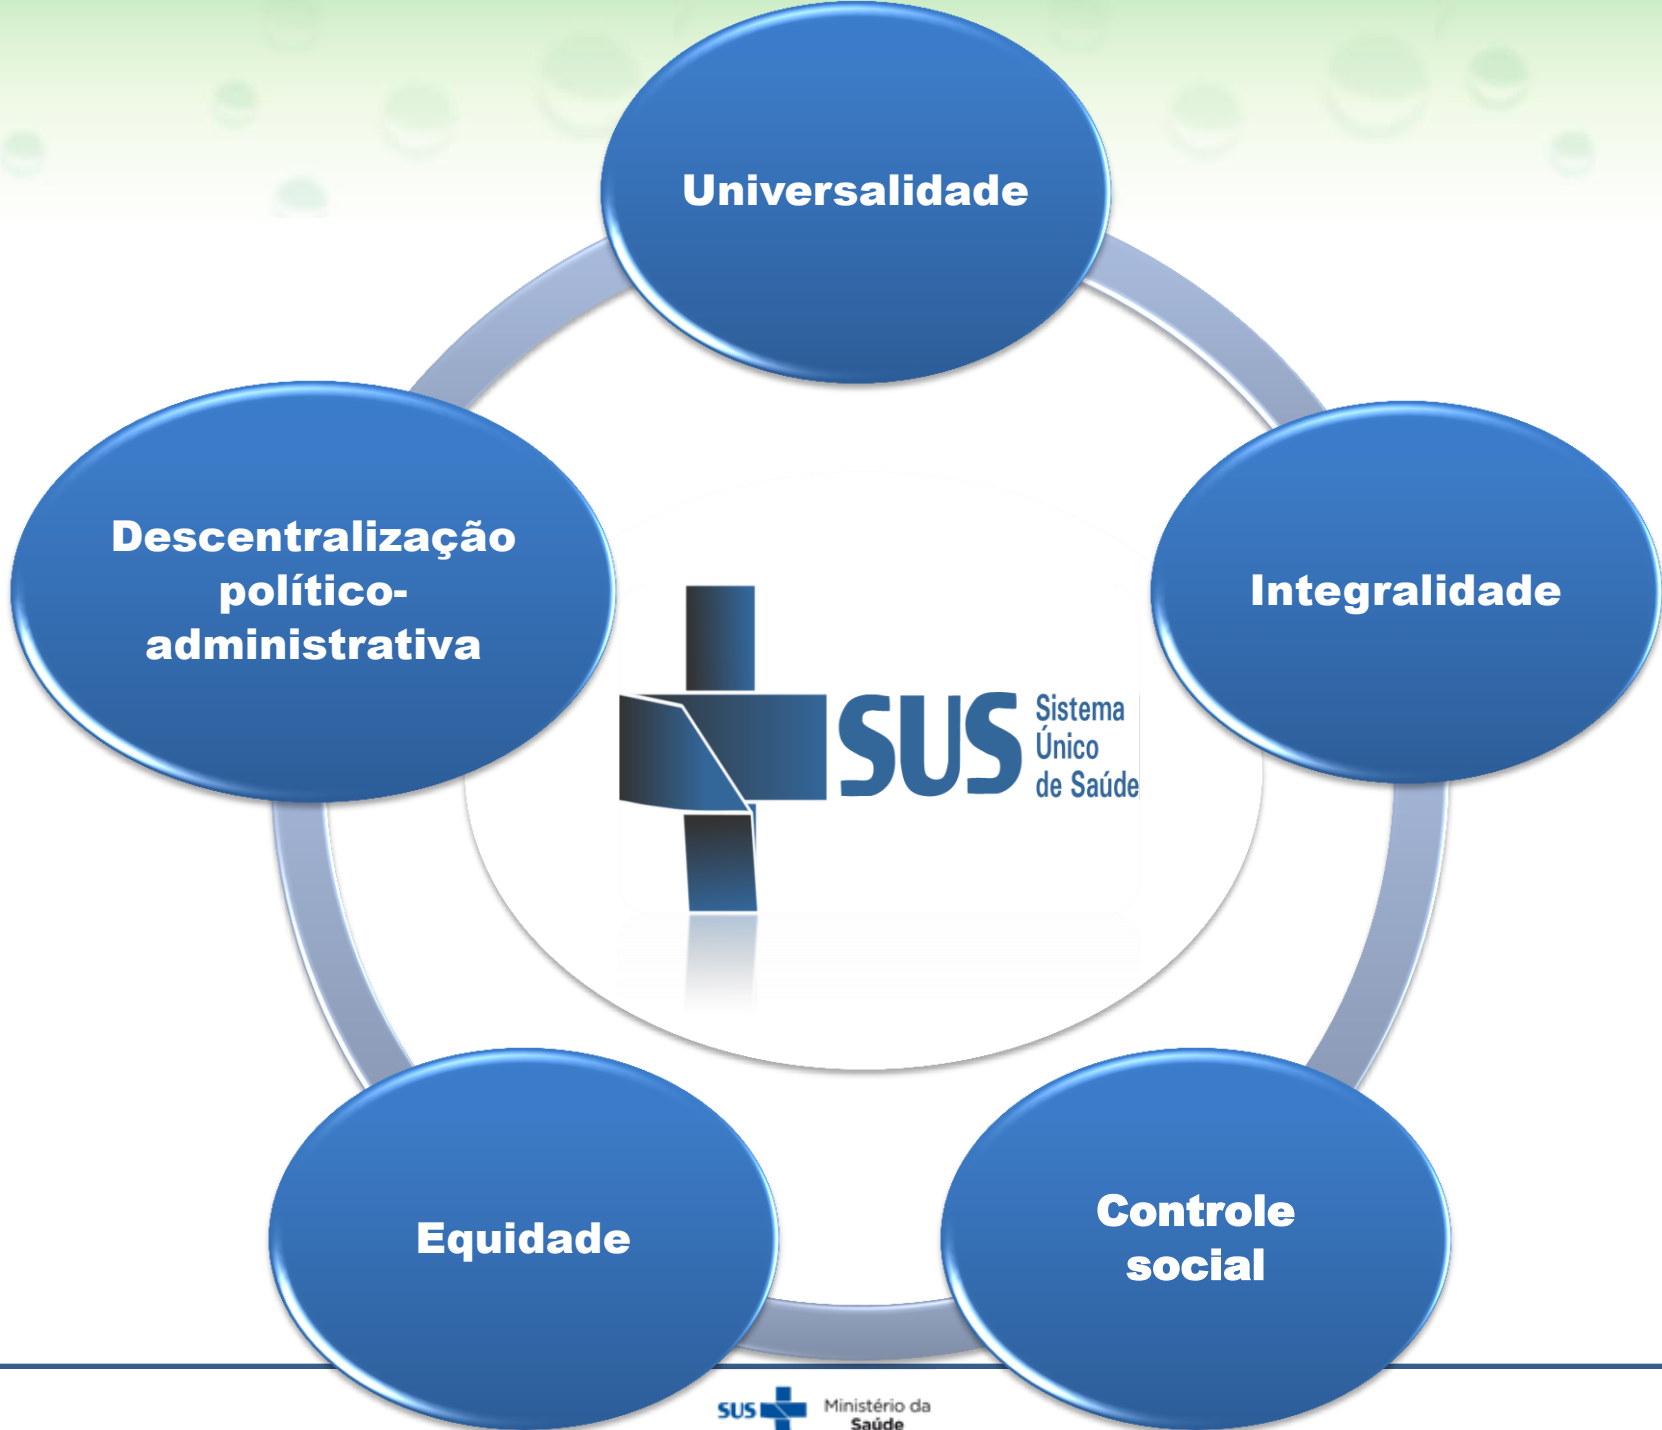 Universalidade
Descentralização
político-
administrativa
Integralidade
SUS
Sistema
Único
de Saúde
Equidade
Controle
social
SUS
Ministério da
Saúde